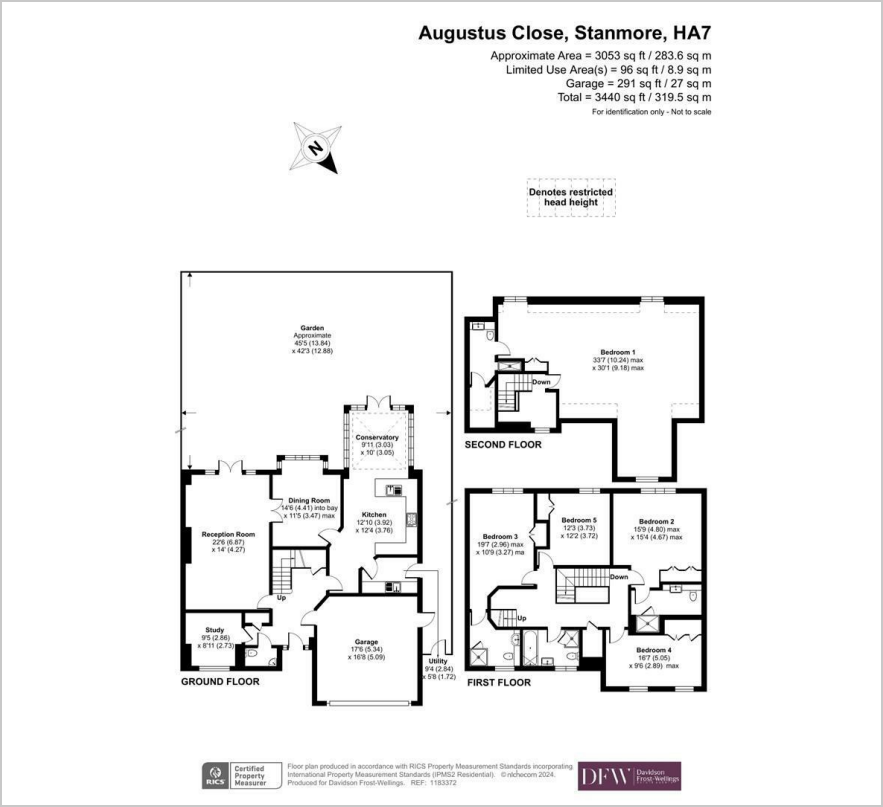 Augustus Close, Stanmore, HA7
Approximate Area = 3053 sq ft / 283.6 sq m
Limited Use Area(s) = 96 sq ft / 8.9 sq m
Garage = 291 sq ft / 27 sq m
Total = 3440 sq ft / 319.5 sq m
For identification only - Not to scale
N
Denotes restricted
head height
Garden
Approximate
45'5 (13.84)
x 42'3 (12.88)
Conservatory
9'11 (3.03)
x 10' (3.05)
Dining Room
14'6 (4.41) into bay
x 11'5 (3.47) max
Kitchen
12'10 (3.92)
x 12'4 (3.76)
Reception Room
22'6 (6.87)
x 14' (4.27)
Up
Study
9'5 (2.86)
x 8'11 (2.73)
Garage
17'6 (5.34)
x 16'8 (5.09)
Utility
9'4 (2.84)
x 5'8 (1.72)
GROUND FLOOR
Bedroom 1
33'7 (10.24) max
x 30'1 (9.18) max
Down
SECOND FLOOR
Bedroom 3
19'7 (2.96) max
x 10'9 (3.27) ma
Bedroom 5
12'3 (3.73)
x 12'2 (3.72)
Bedroom 2
15'9 (4.80) max
x 15'4 (4.67) max
Down
Up
Bedroom 4
16'7 (5.05)
x 9'6 (2.89) max
FIRST FLOOR
RICS
Certified
Property
Measurer
Floor plan produced in accordance with RICS Property Measurement Standards incorporating
International Property Measurement Standards (IPMS2 Residential). © nichecom 2024.
Produced for Davidson Frost-Wellings. REF: 1183372
DFW
Davidson
Frost-Wellings